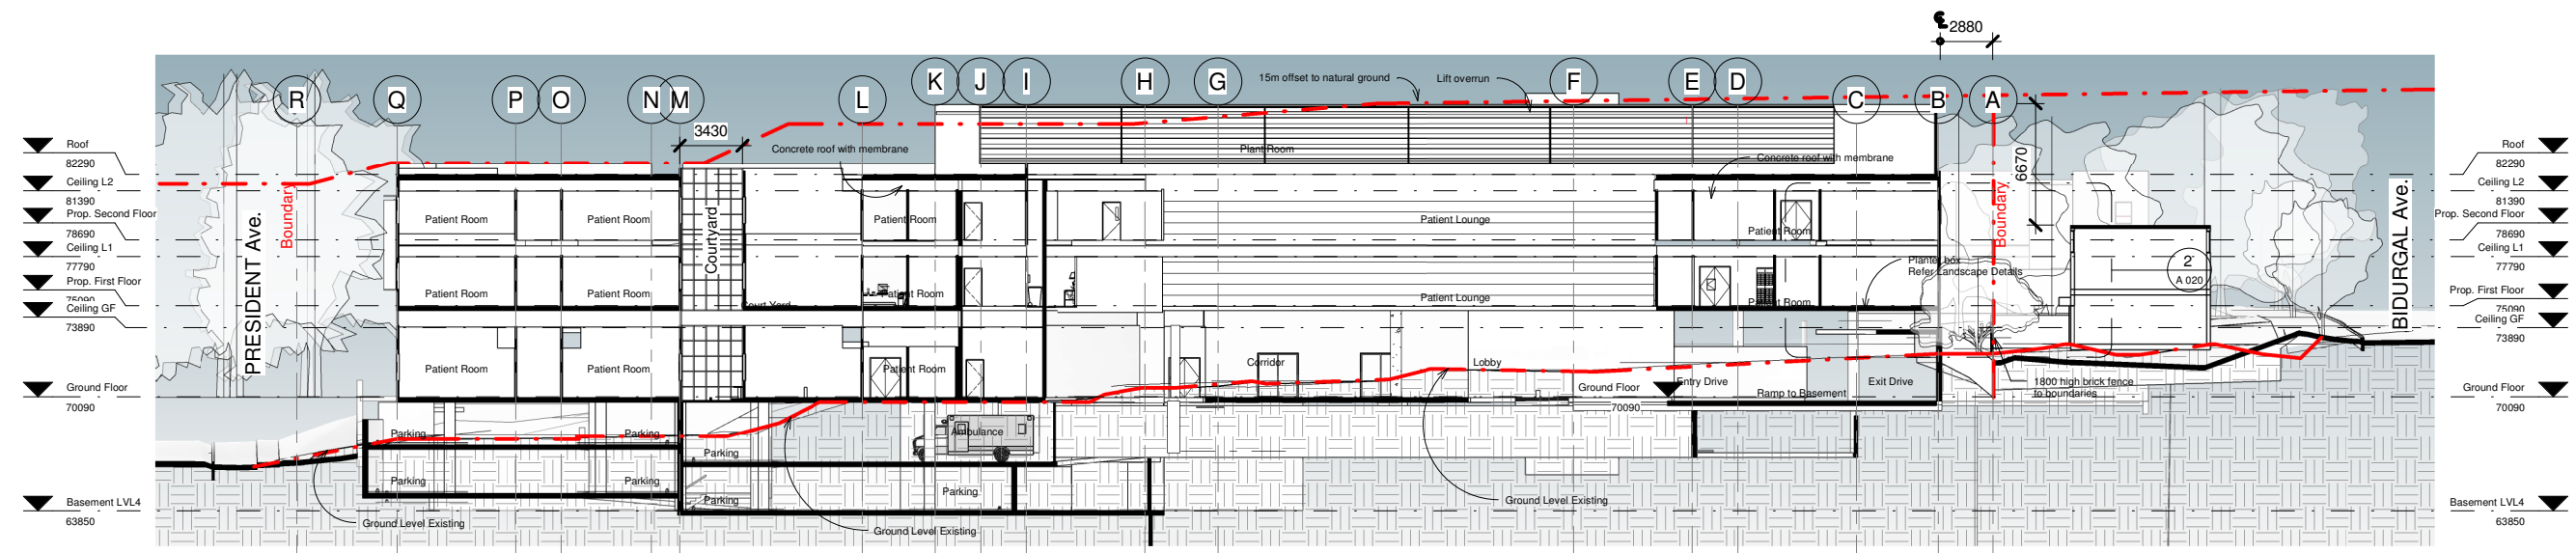 2880
R
Q
P
O
N
M
L
K
J
I
H
G
F
E
D
C
B
A
15m offset to natural ground
Lift overrun
3430
Concrete roof with membrane
Plant Room
Concrete roof with membrane
6670
Roof
82290
Ceiling L2
81390
Prop. Second Floor
78690
Ceiling L1
77790
Prop. First Floor
75090
Ceiling GF
73890
Ground Floor
70090
Basement LVL4
63850
PRESIDENT Ave.
Boundary
Patient Room
Patient Room
Courtyard
Patient Room
Patient Lounge
Patient Room
Patient Room
Patient Room
Court Yard
Patient Room
Patient Lounge
Patient Room
Planter box
Refer Landscape Details
Boundary
2
A 020
BIDURGAL Ave.
Patient Room
Patient Room
Patient Room
Corridor
Lobby
Ground Floor
70090
Entry Drive
Ramp to Basement
Exit Drive
1800 high brick fence
to boundaries
Parking
Parking
Parking
Ambulance
Parking
Parking
Parking
Parking
Ground Level Existing
Ground Level Existing
Ground Level Existing
Roof
82290
Ceiling L2
81390
Prop. Second Floor
78690
Ceiling L1
77790
Prop. First Floor
75090
Ceiling GF
73890
Ground Floor
70090
Basement LVL4
63850